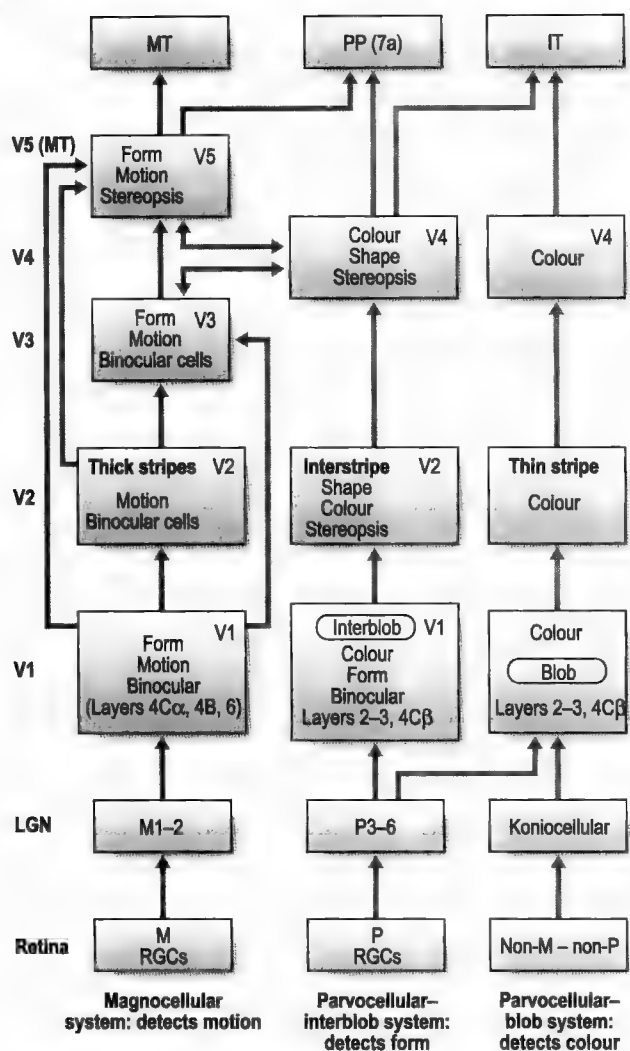 MT
PP (7a)
IT
V5 (MT)
Form V5
Motion
Stereopsis
V4
Colour V4
Shape
Stereopsis
V4
Colour
V3
Form V3
Motion
Binocular cells
V2
Thick stripes V2
Motion
Binocular cells
Interstripe V2
Shape
Colour
Stereopsis
Thin stripe
Colour
V1
V1
Form
Motion
Binocular
(Layers 4Cα, 4B, 6)
Interblob V1
Colour
Form
Binocular
Layers 2–3, 4Cβ
Colour
Blob
Layers 2–3, 4Cβ
LGN
M1–2
P3–6
Koniocellular
Retina
M
RGCs
P
RGCs
Non-M – non-P
Magnocellular
system: detects motion
Parvocellular–
interblob system:
detects form
Parvocellular–
blob system:
detects colour